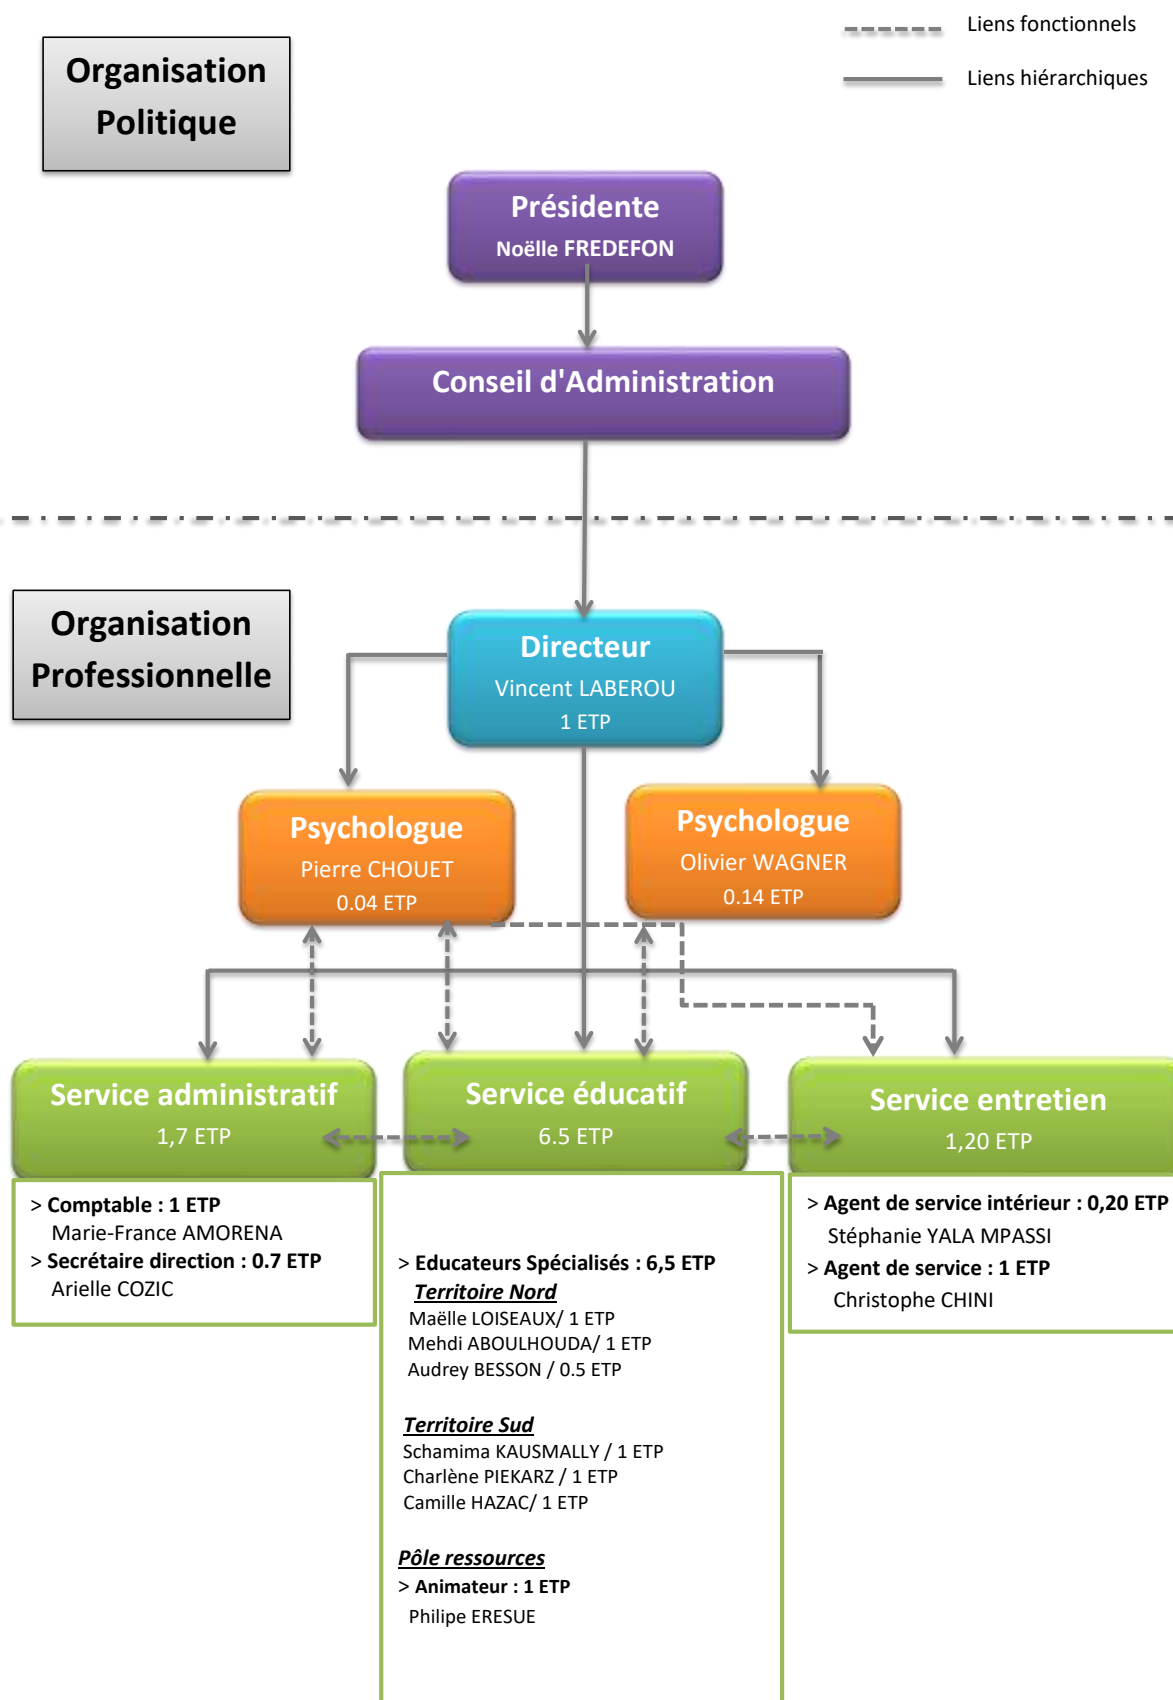 Liens fonctionnels
Liens hiérarchiques
Organisation
Politique
Présidente
Noëlle FREDEFON
Conseil d'Administration
Organisation
Professionnelle
Directeur
Vincent LABEROU
1 ETP
Psychologue
Pierre CHOUET
0.04 ETP
Psychologue
Olivier WAGNER
0.14 ETP
Service administratif
1,7 ETP
Service éducatif
6.5 ETP
Service entretien
1,20 ETP
> Comptable : 1 ETP
Marie-France AMORENA
> Secrétaire direction : 0.7 ETP
Arielle COZIC
> Educateurs Spécialisés : 6,5 ETP
Territoire Nord
Maëlle LOISEAUX/ 1 ETP
Mehdi ABOULHOUDA/ 1 ETP
Audrey BESSON / 0.5 ETP
Territoire Sud
Schamima KAUSMALLY / 1 ETP
Charlène PIEKARZ / 1 ETP
Camille HAZAC/ 1 ETP
Pôle ressources
> Animateur : 1 ETP
Philipe ERESUE
> Agent de service intérieur : 0,20 ETP
Stéphanie YALA MPASSI
> Agent de service : 1 ETP
Christophe CHINI